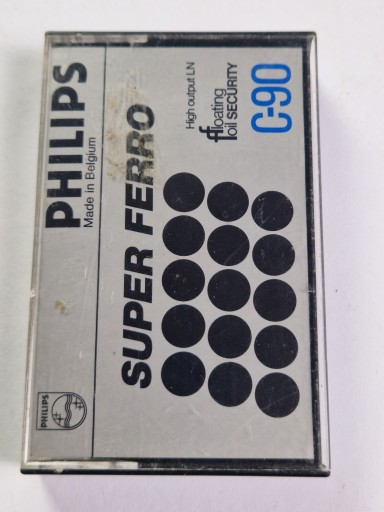 PHILIPS
Made in Belgium
SUPER FERRO
High output LN
floating
foil SECURITY
C-90
PHILIPS